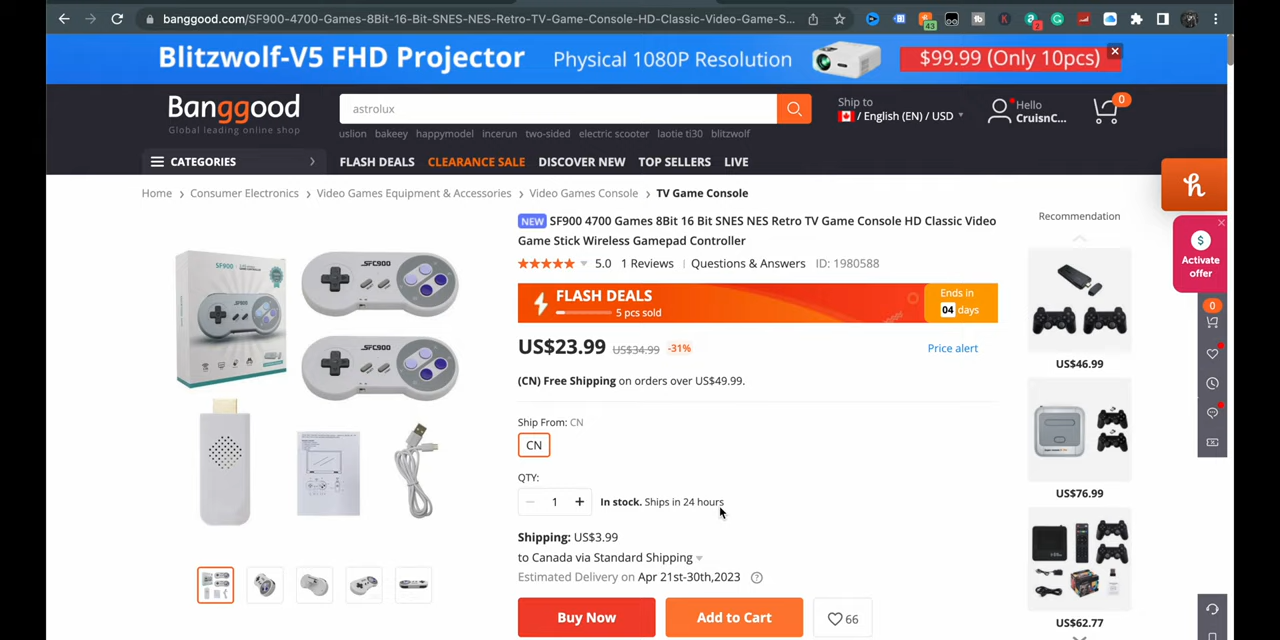 banggood.com/SF900-4700-Games-8Bit-16-Bit-SNES-NES-Retro-TV-Game-Console-HD-Classic-Video-Game-S...
43
2
Blitzwolf-V5 FHD Projector
Physical 1080P Resolution
$99.99 (Only 10pcs)
Banggood
Global leading online shop
astrolux
uslion bakeey happymodel incerun two-sided electric scooter laotie ti30 blitzwolf
Ship to
/ English (EN) / USD
Hello
CruisnC...
0
CATEGORIES
FLASH DEALS CLEARANCE SALE DISCOVER NEW TOP SELLERS LIVE
Home > Consumer Electronics > Video Games Equipment & Accessories > Video Games Console > TV Game Console
NEW SF900 4700 Games 8Bit 16 Bit SNES NES Retro TV Game Console HD Classic Video
Game Stick Wireless Gamepad Controller
5.0 1 Reviews | Questions & Answers ID: 1980588
FLASH DEALS
5 pcs sold
Ends in
04 days
US$23.99 US$34.99 -31%
Price alert
(CN) Free Shipping on orders over US$49.99.
Ship From: CN
CN
QTY:
1
In stock. Ships in 24 hours
Shipping: US$3.99
to Canada via Standard Shipping
Estimated Delivery on Apr 21st-30th,2023 ?
Buy Now
Add to Cart
66
SF900
SFC900
SFC900
Recommendation
US$46.99
US$76.99
US$62.77
h
$
Activate
offer
0